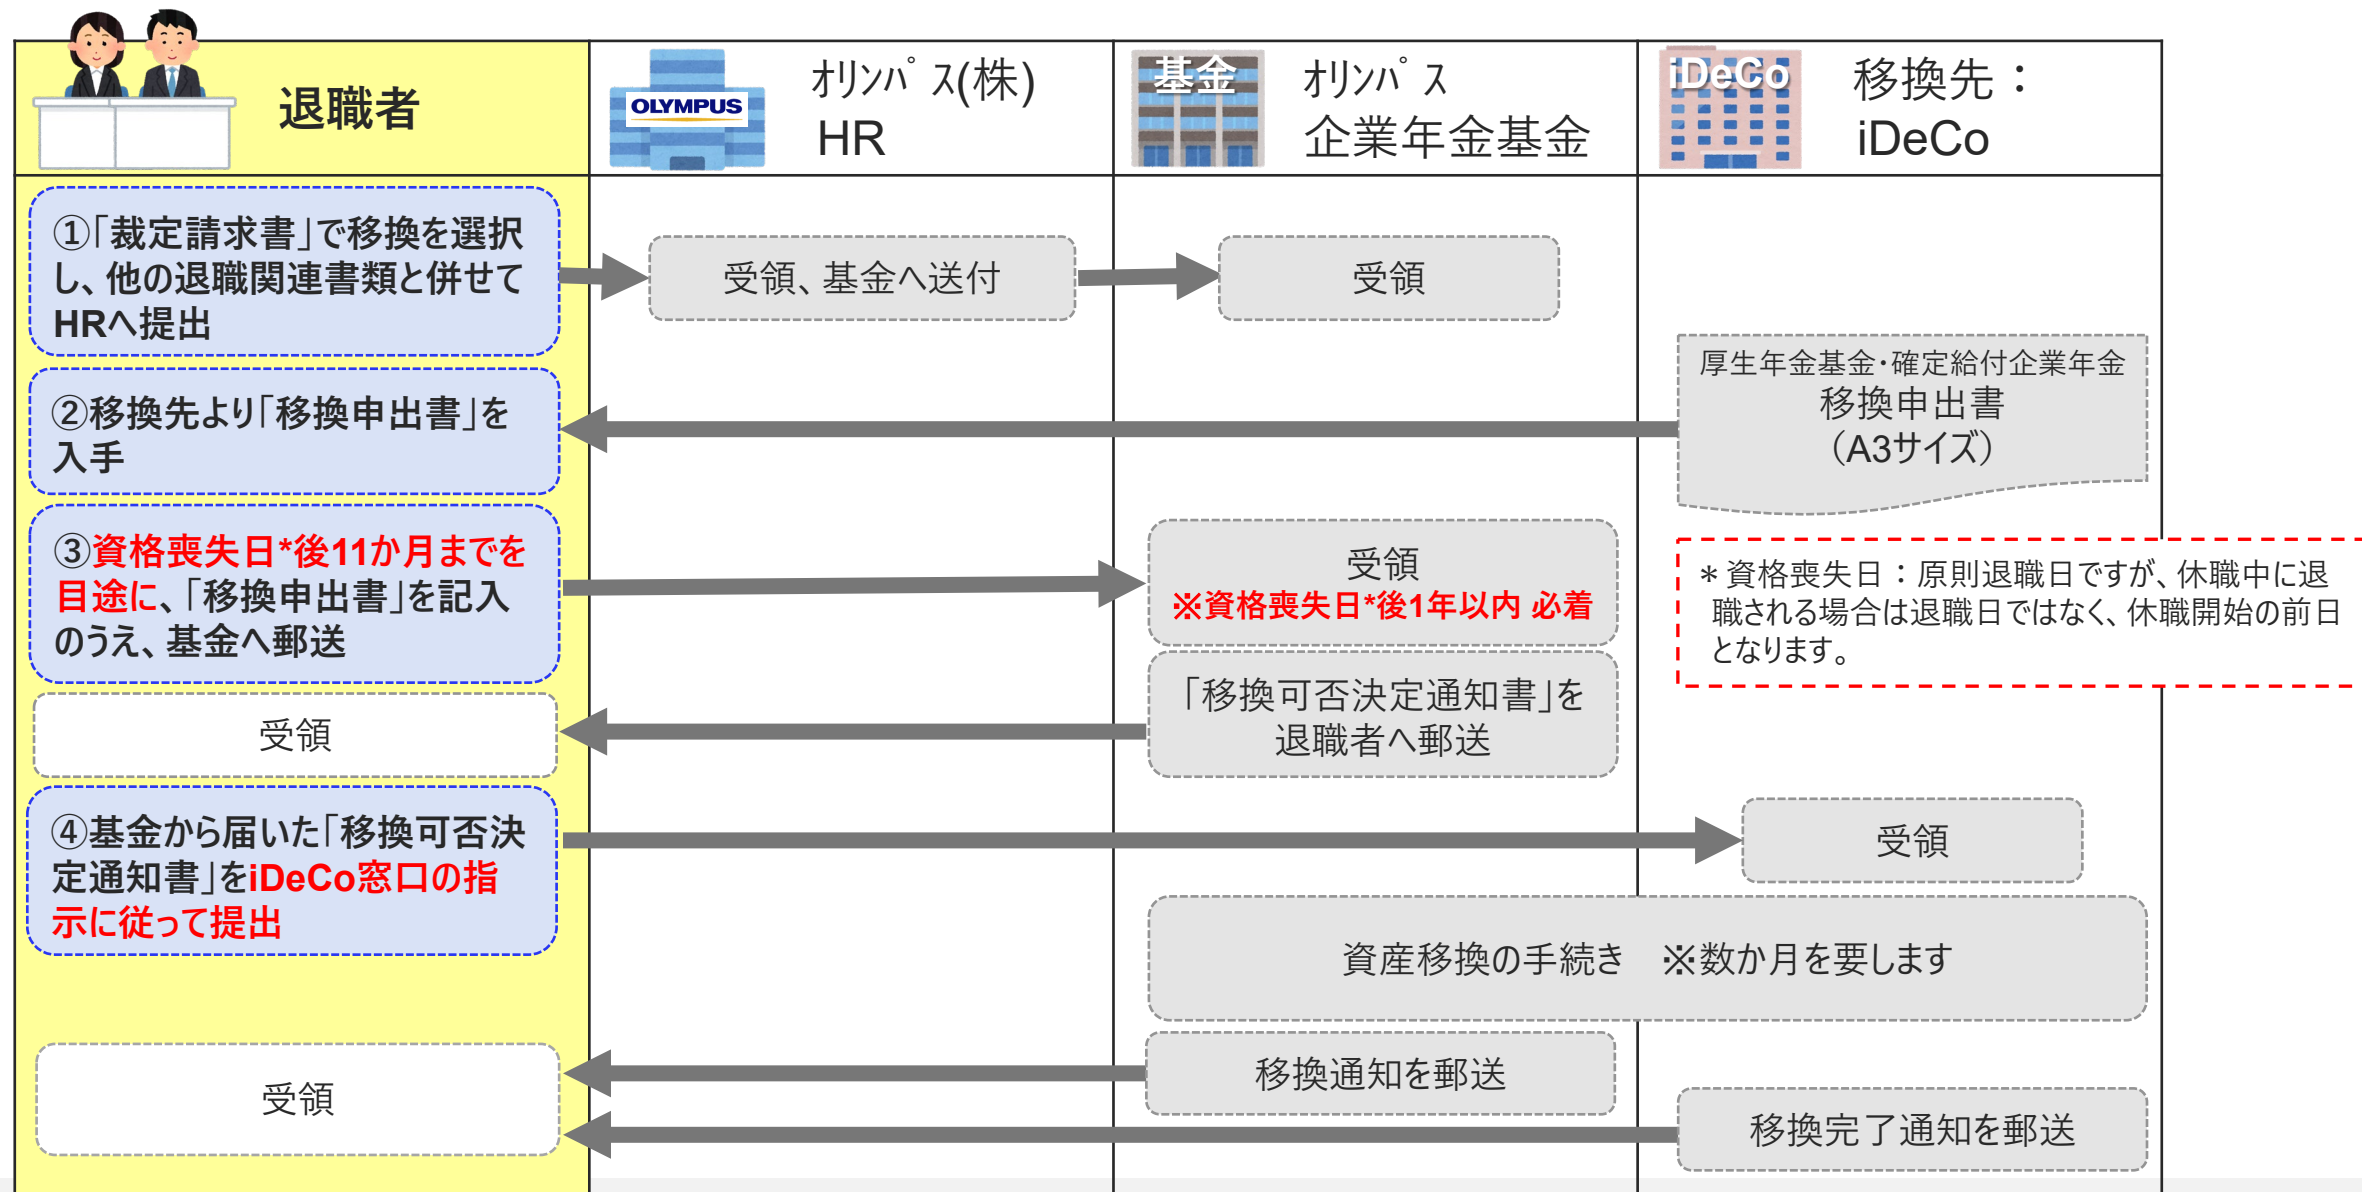 退職者
OLYMPUS
ｵﾘﾝﾊﾟｽ(株)
HR
基金
ｵﾘﾝﾊﾟｽ
企業年金基金
iDeCo
移換先：
iDeCo
①｢裁定請求書｣で移換を選択
し、他の退職関連書類と併せて
HRへ提出
受領、基金へ送付
受領
厚生年金基金･確定給付企業年金
移換申出書
（A3サイズ）
②移換先より｢移換申出書｣を
入手
③資格喪失日*後11か月までを
目途に、｢移換申出書｣を記入
のうえ、基金へ郵送
受領
※資格喪失日*後1年以内 必着
＊資格喪失日：原則退職日ですが、休職中に退
職される場合は退職日ではなく、休職開始の前日
となります。
｢移換可否決定通知書｣を
退職者へ郵送
受領
④基金から届いた｢移換可否決
定通知書｣をiDeCo窓口の指
示に従って提出
受領
資産移換の手続き　※数か月を要します
移換通知を郵送
受領
移換完了通知を郵送